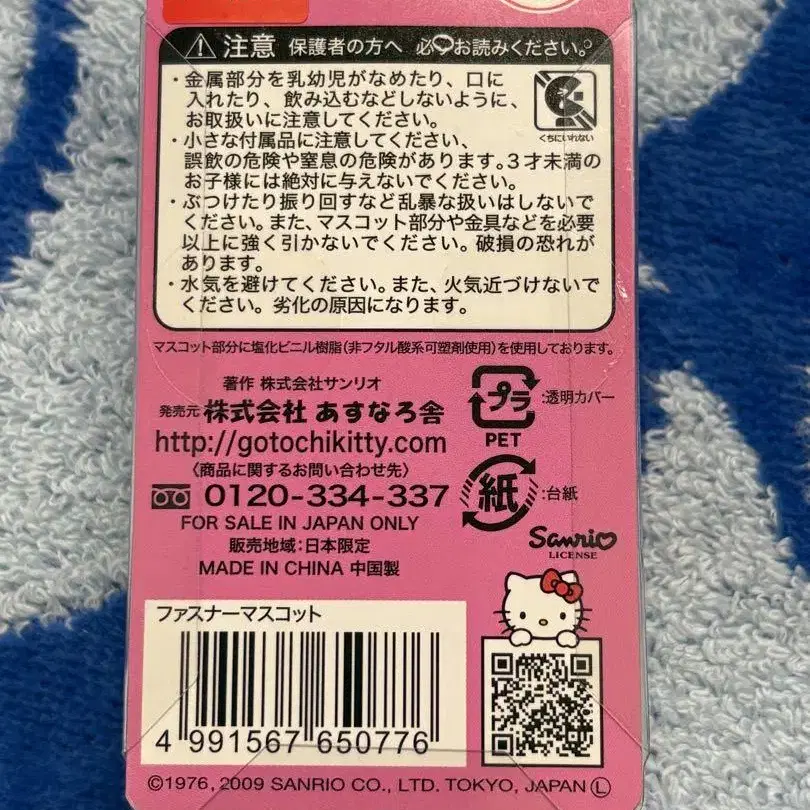 注意 保護者の方へ 必お読みください。
・金属部分を乳幼児がなめたり、口に
入れたり、飲み込むなどしないように、
お取扱いに注意してください。
くちにいれない
・小さな付属品に注意してください、
誤飲の危険や窒息の危険があります。3才未満の
お子様には絶対に与えないでください。
・ぶつけたり振り回すなど乱暴な扱いはしないで
ください。また、マスコット部分や金具などを必要
以上に強く引かないでください。破損の恐れが
あります。
・水気を避けてください。また、火気近づけないで
ください。劣化の原因になります。
マスコット部分に塩化ビニル樹脂(非フタル酸系可塑剤使用)を使用しております。
著作 株式会社サンリオ
発売元 株式会社 あすなろ舎
http://gotochikitty.com
〈商品に関するお問い合わせ先〉
0120-334-337
FOR SALE IN JAPAN ONLY
販売地域:日本限定
MADE IN CHINA 中国製
プラ :透明カバー
PET
紙 :台紙
Sanrio
LICENSE
ファスナーマスコット
4 991567 650776
©1976, 2009 SANRIO CO., LTD. TOKYO, JAPAN Ⓛ